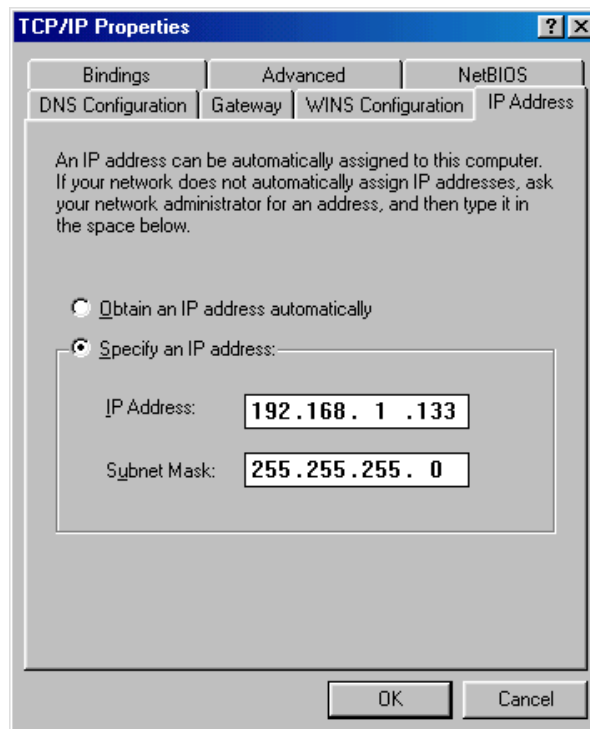 TCP/IP Properties
Bindings Advanced NetBIOS
DNS Configuration Gateway WINS Configuration IP Address
An IP address can be automatically assigned to this computer.
If your network does not automatically assign IP addresses, ask
your network administrator for an address, and then type it in
the space below.
Obtain an IP address automatically
Specify an IP address:
IP Address: 192.168. 1 .133
Subnet Mask: 255.255.255. 0
OK Cancel